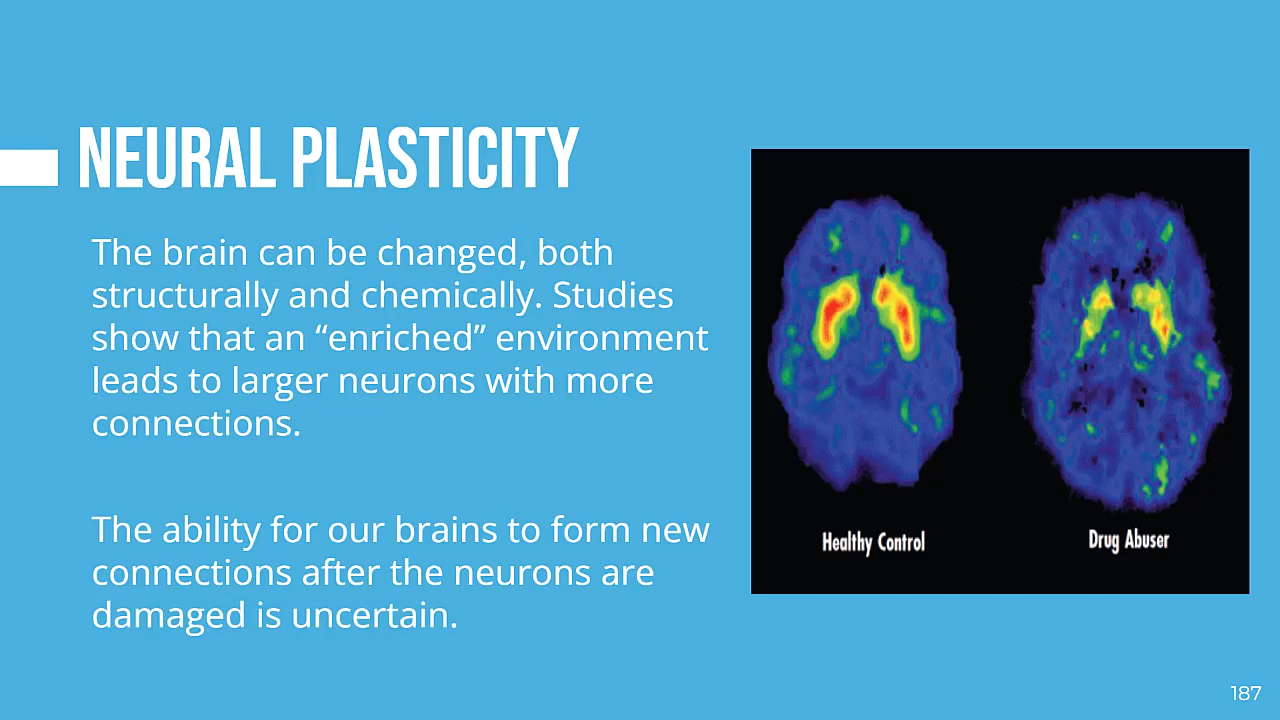 NEURAL PLASTICITY
The brain can be changed, both
structurally and chemically. Studies
show that an “enriched” environment
leads to larger neurons with more
connections.
The ability for our brains to form new
connections after the neurons are
damaged is uncertain.
Healthy Control
Drug Abuser
187